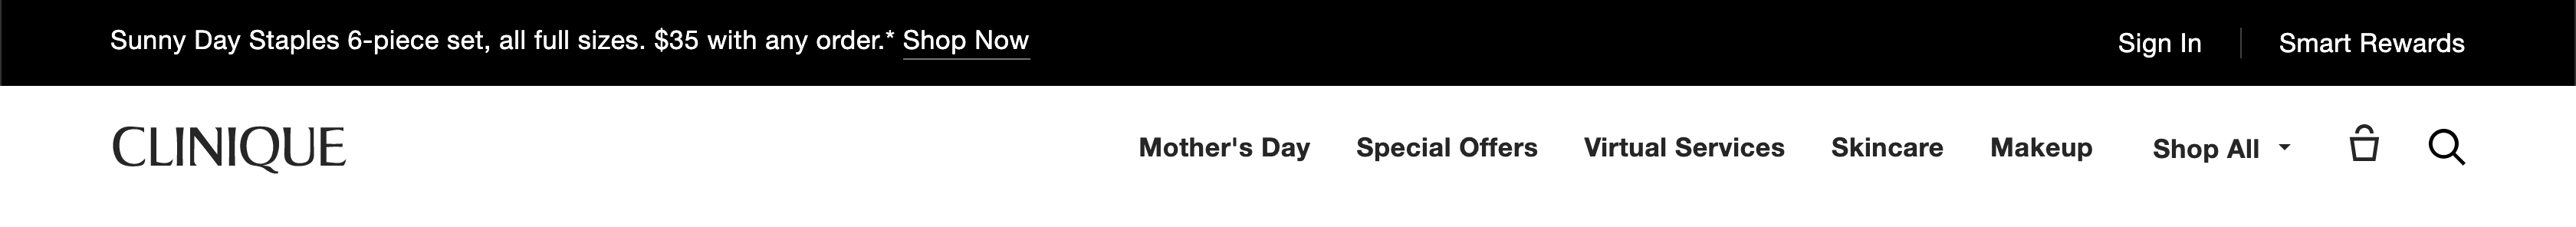 Sunny Day Staples 6-piece set, all full sizes. $35 with any order.* Shop Now
Sign In
Smart Rewards
CLINIQUE
Mother's Day
Special Offers
Virtual Services
Skincare
Makeup
Shop All